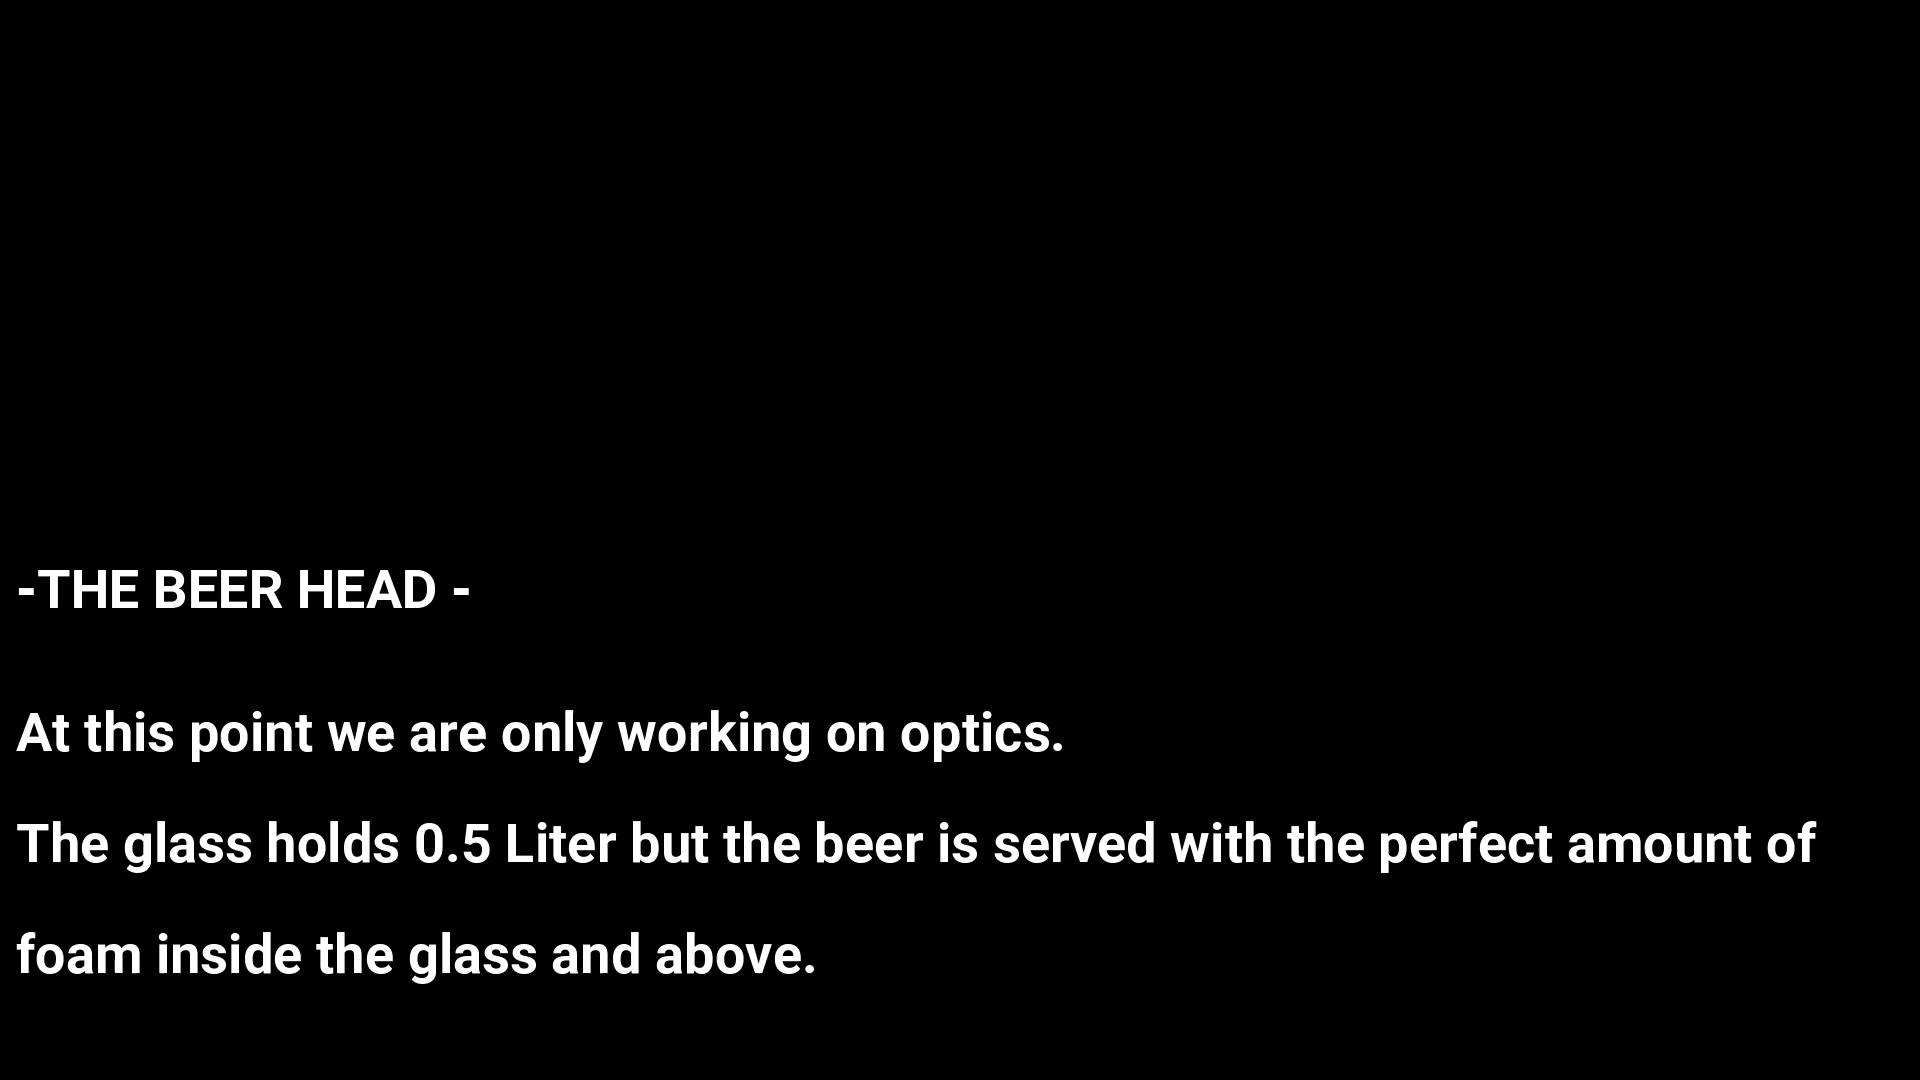 -THE BEER HEAD -
At this point we are only working on optics.
The glass holds 0.5 Liter but the beer is served with the perfect amount of
foam inside the glass and above.